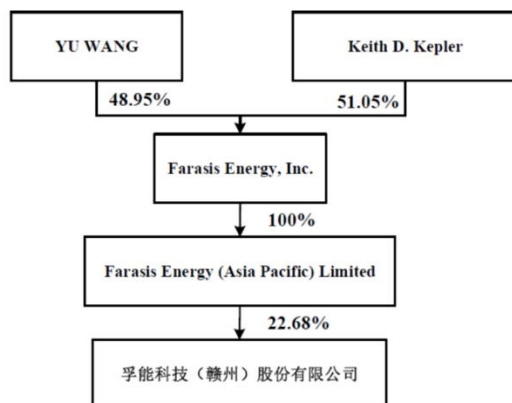 YU WANG
Keith D. Kepler
48.95%
51.05%
Farasis Energy, Inc.
100%
Farasis Energy (Asia Pacific) Limited
22.68%
孚能科技（赣州）股份有限公司